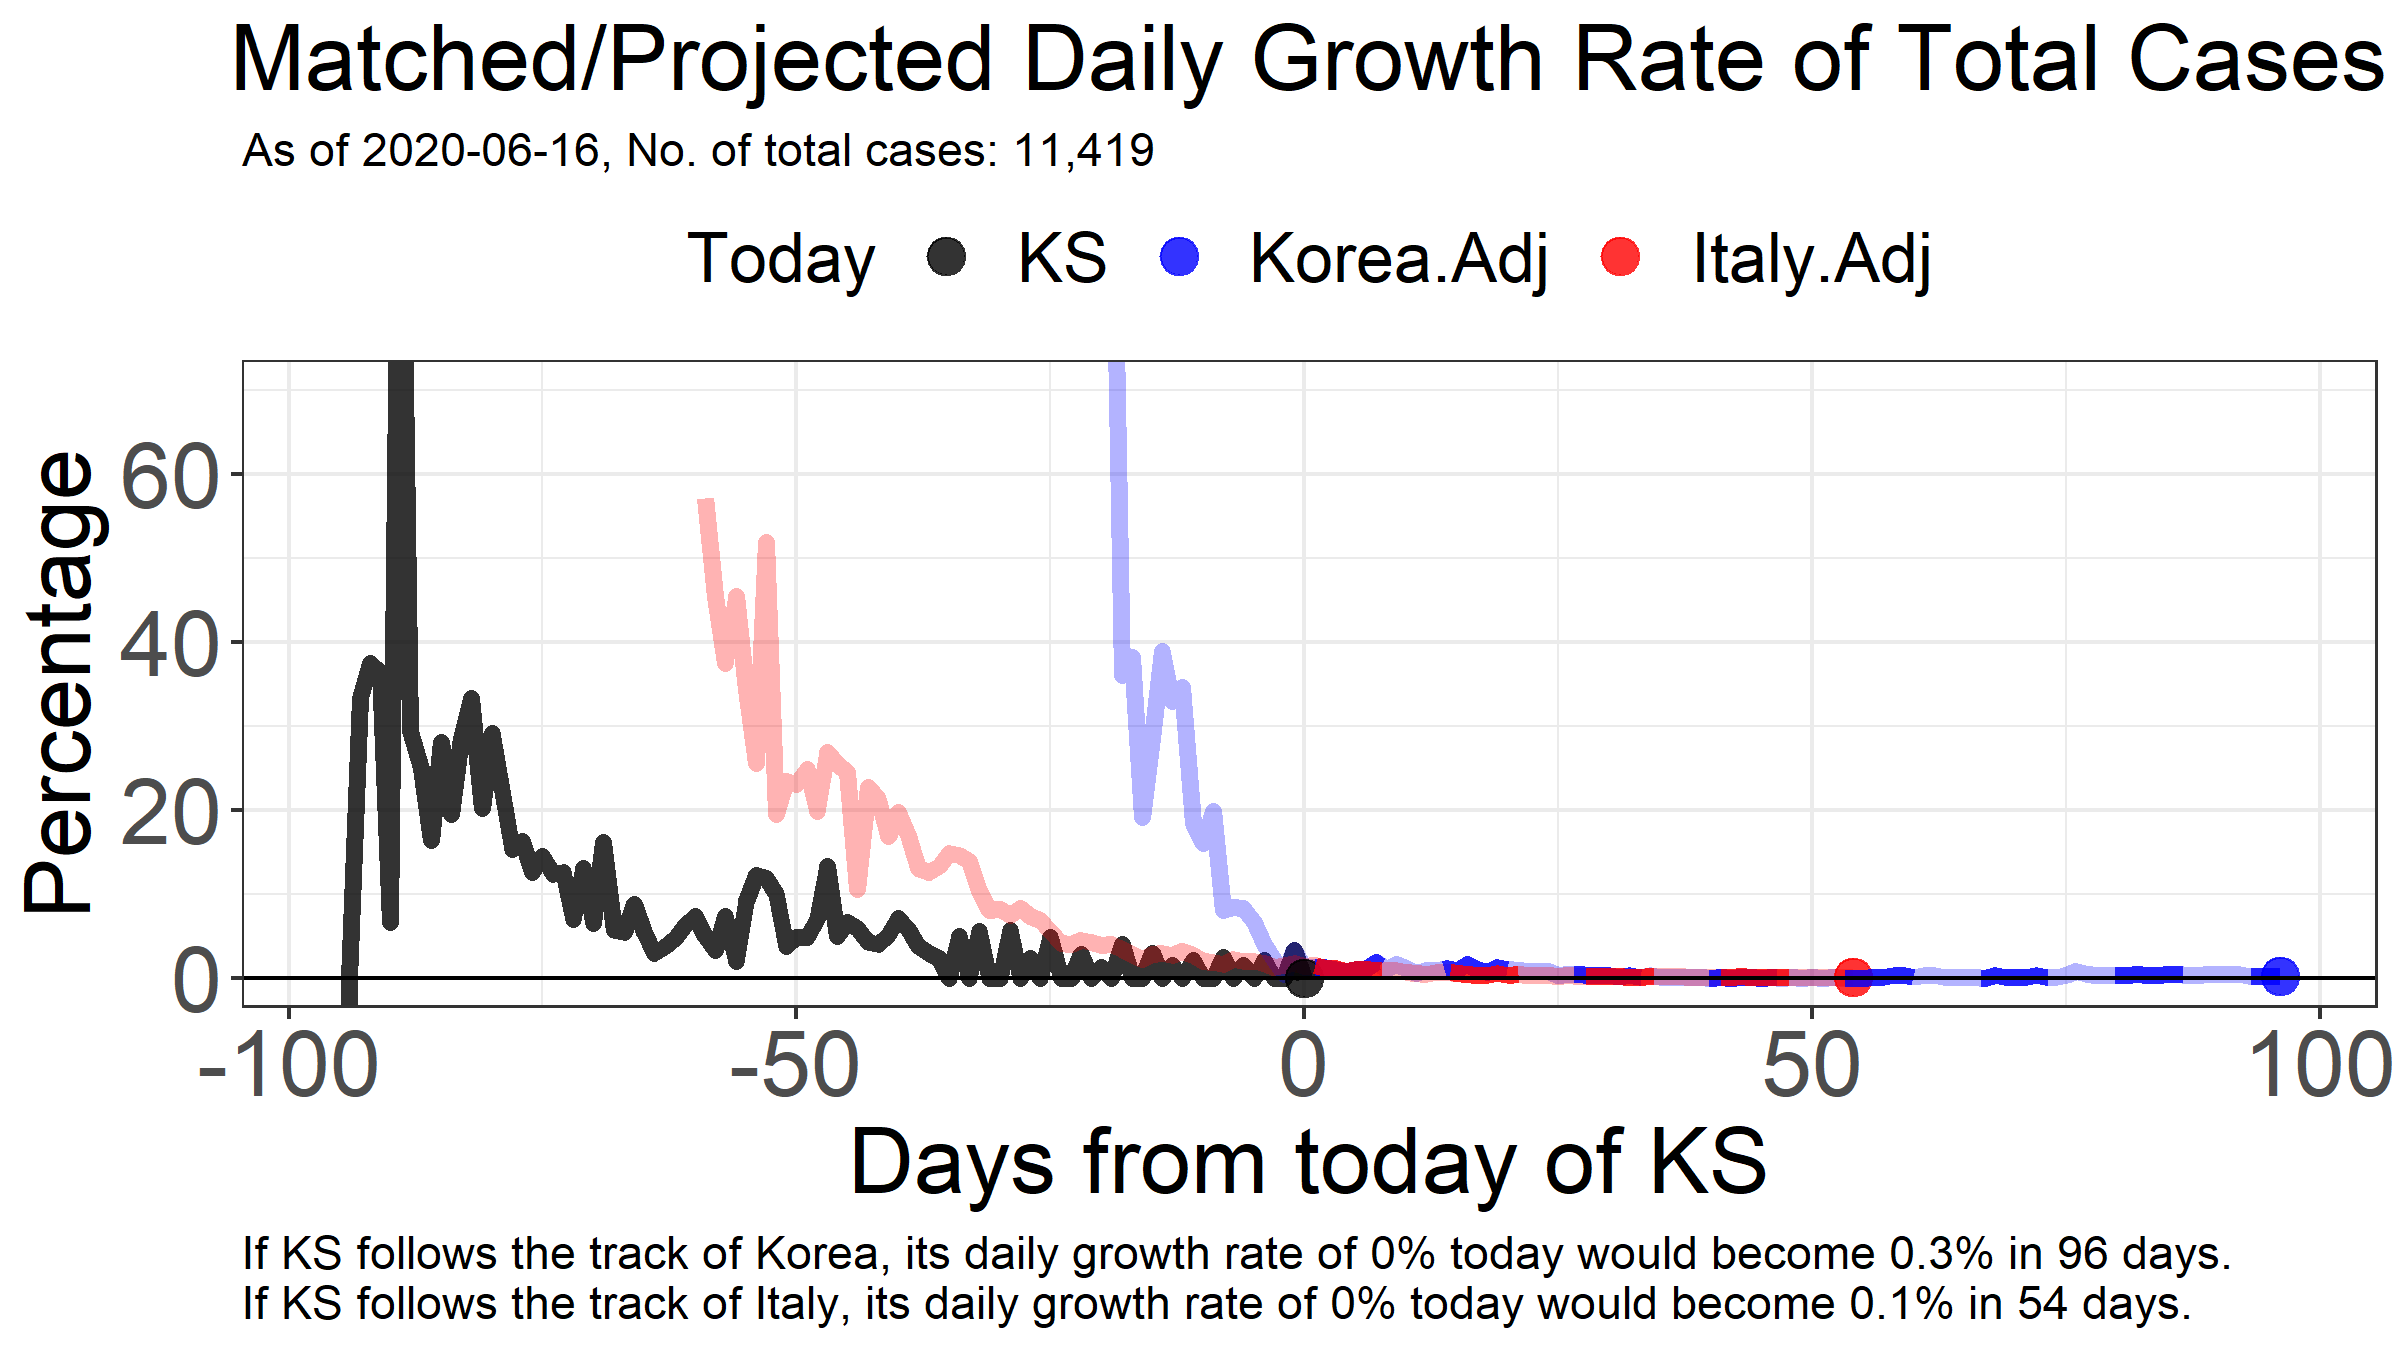 Matched/Projected Daily Growth Rate of Total Cases
As of 2020-06-16, No. of total cases: 11,419
Today KS Korea.Adj Italy.Adj
Percentage
60
40
20
0
-100 -50 0 50 100
Days from today of KS
If KS follows the track of Korea, its daily growth rate of 0% today would become 0.3% in 96 days.
If KS follows the track of Italy, its daily growth rate of 0% today would become 0.1% in 54 days.